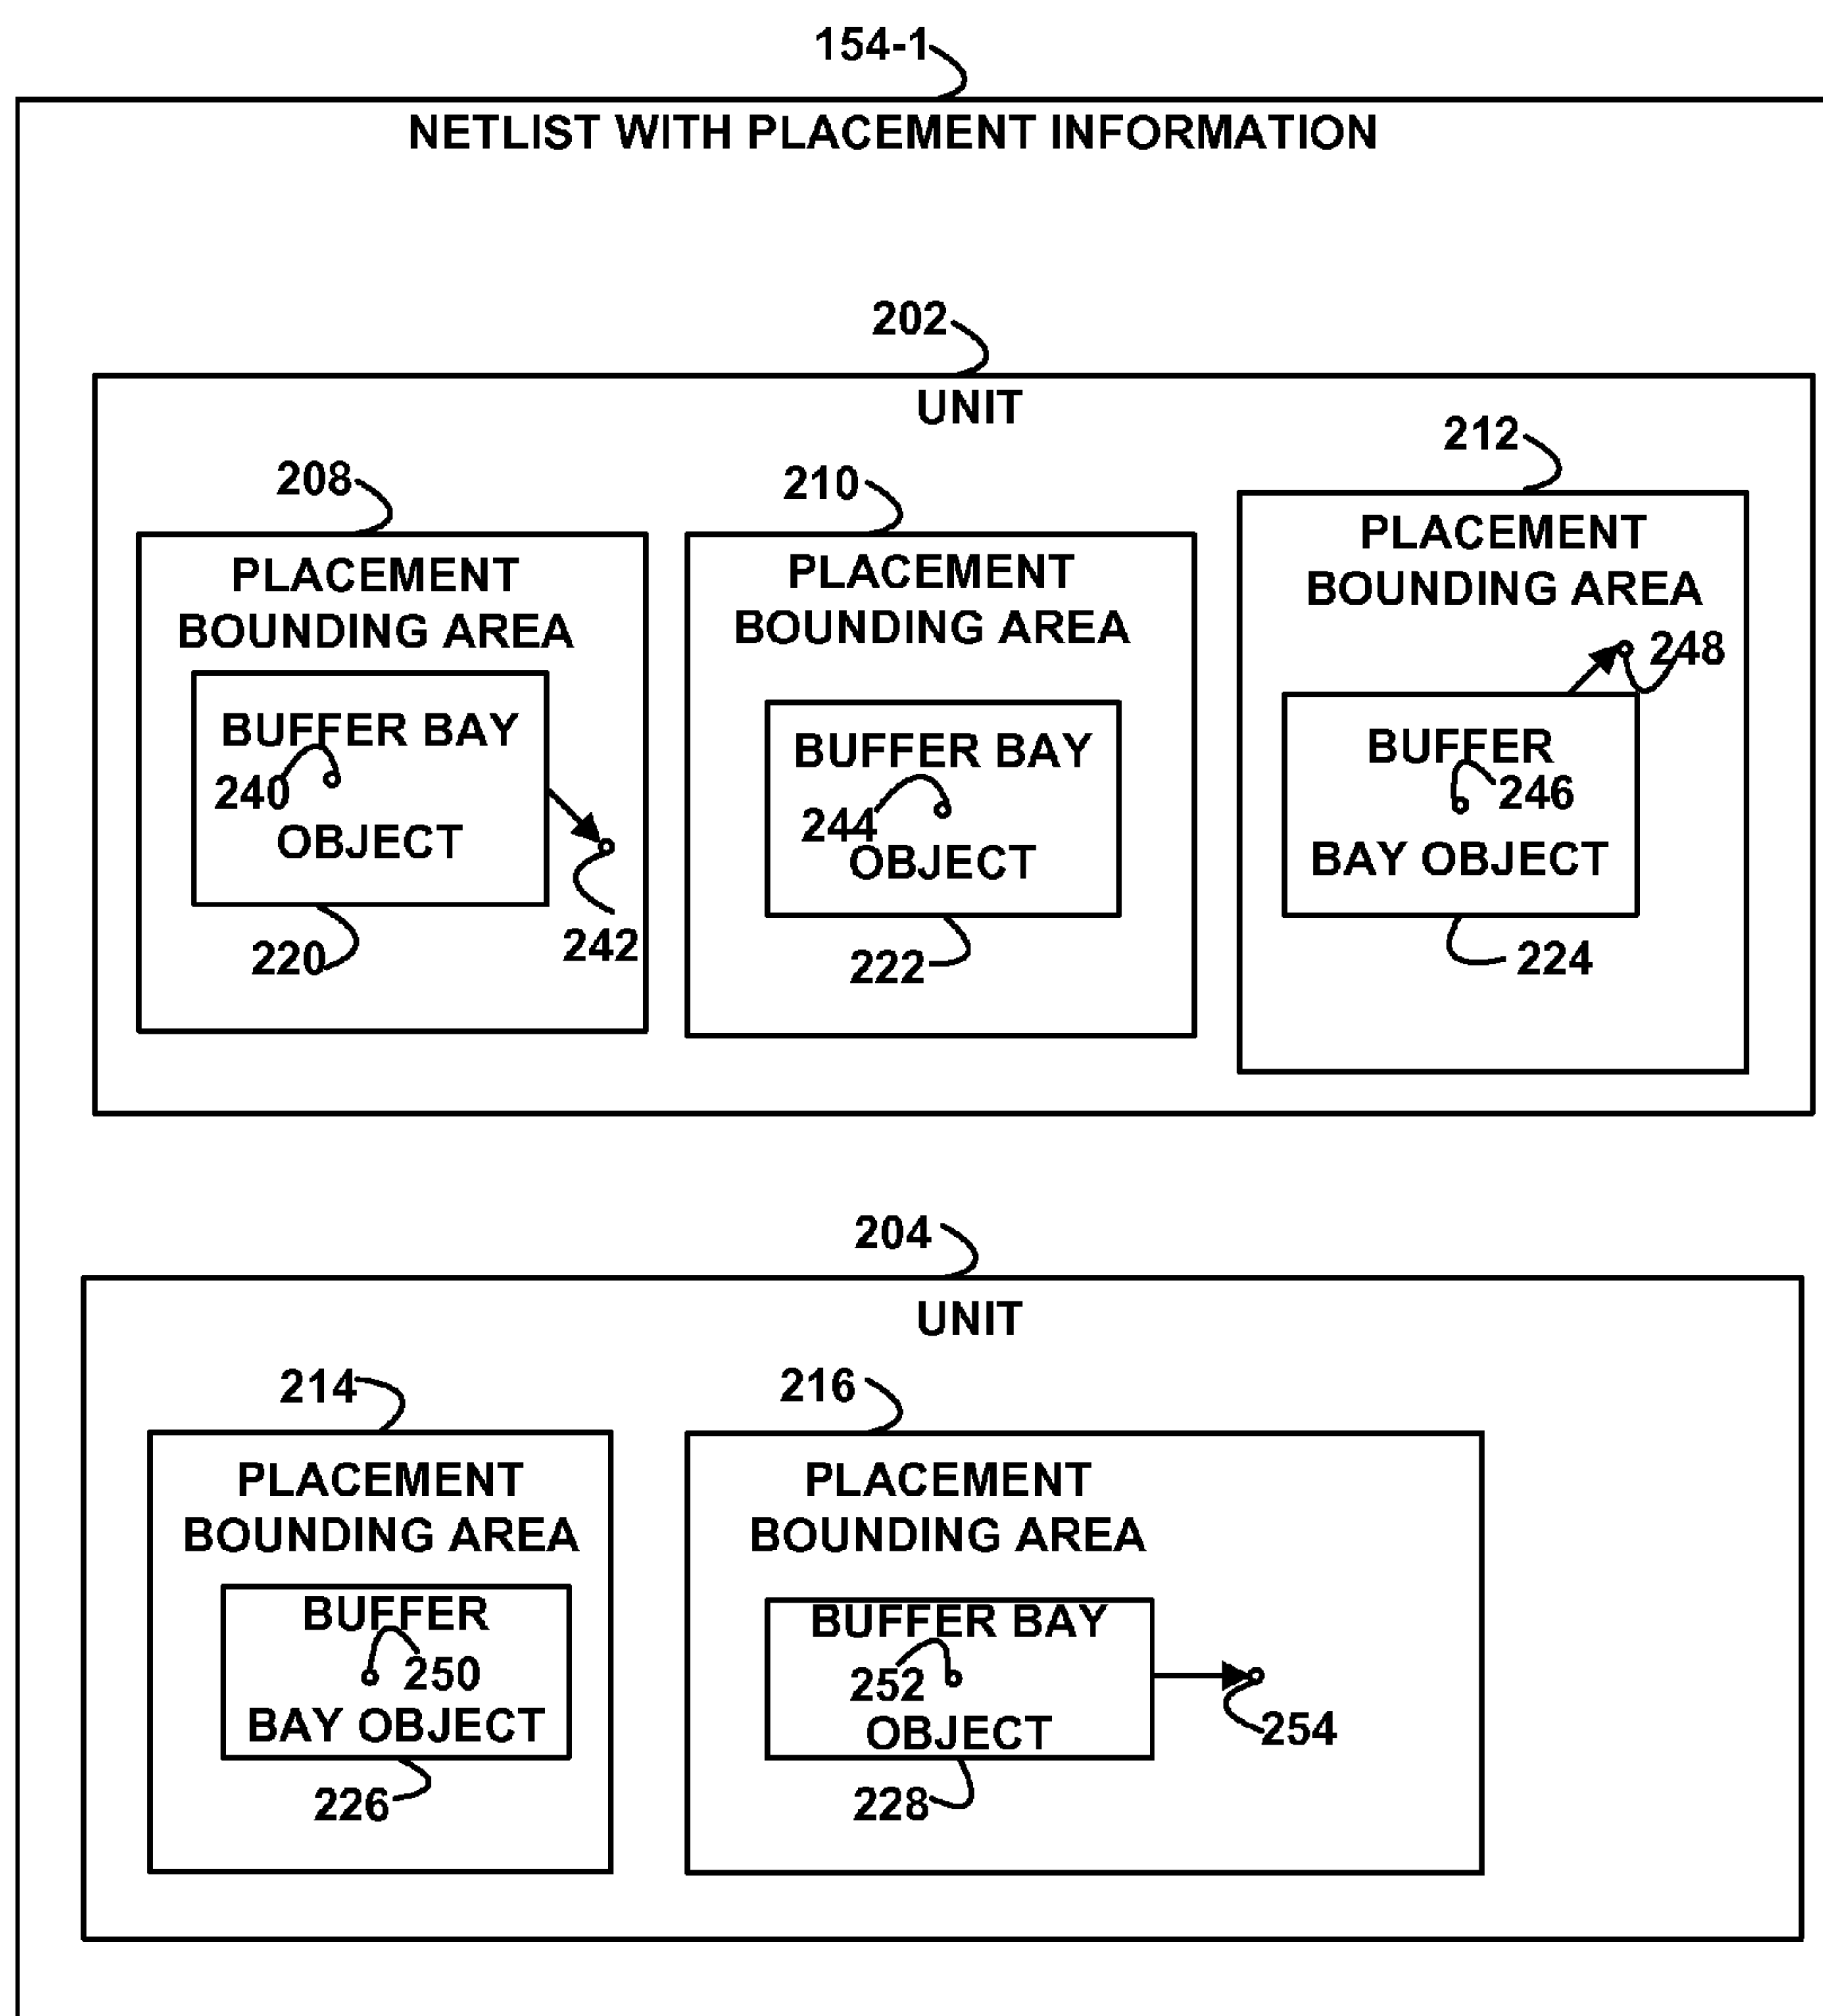 154-1
NETLIST WITH PLACEMENT INFORMATION
202
UNIT
208
210
212
PLACEMENT
BOUNDING AREA
BUFFER BAY
240
OBJECT
220
242
PLACEMENT
BOUNDING AREA
BUFFER BAY
244
OBJECT
222
PLACEMENT
BOUNDING AREA
248
BUFFER
246
BAY OBJECT
224
204
UNIT
214
216
PLACEMENT
BOUNDING AREA
BUFFER
250
BAY OBJECT
226
PLACEMENT
BOUNDING AREA
BUFFER BAY
252
OBJECT
254
228